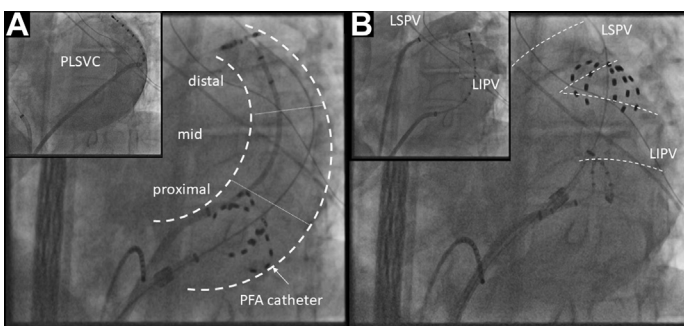 A
PLSVC
distal
mid
proximal
PFA catheter
B
LSPV
LIPV
LSPV
LIPV